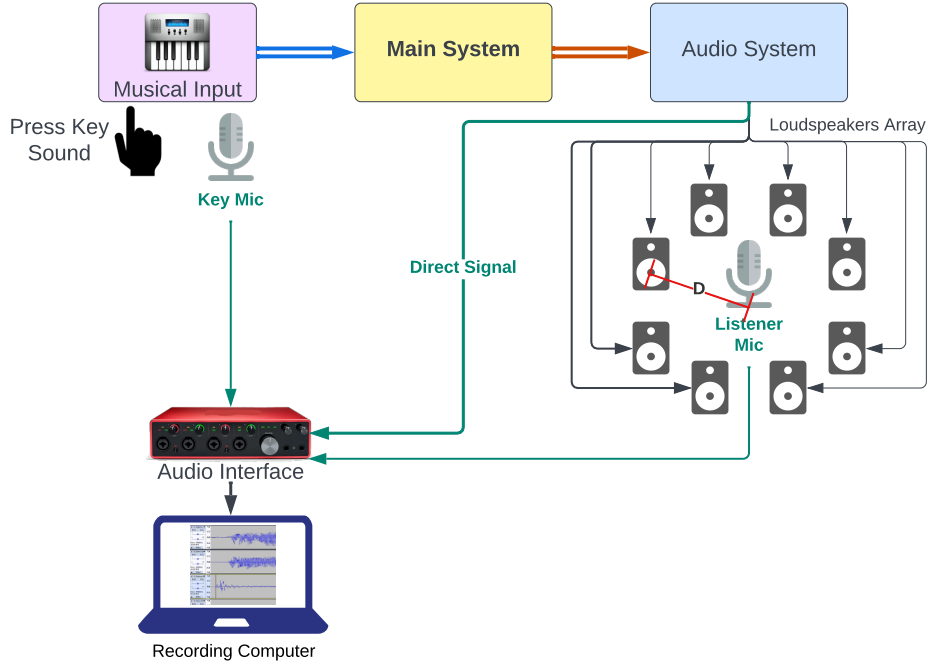 Musical Input
Main System
Audio System
Press Key
Sound
Key Mic
Loudspeakers Array
Direct Signal
D
Listener
Mic
Audio Interface
Recording Computer